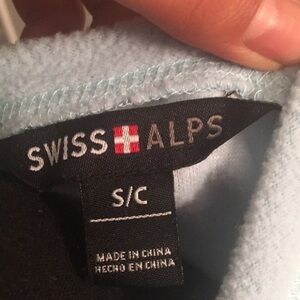 SWISS ALPS
S/C
MADE IN CHINA
HECHO EN CHINA